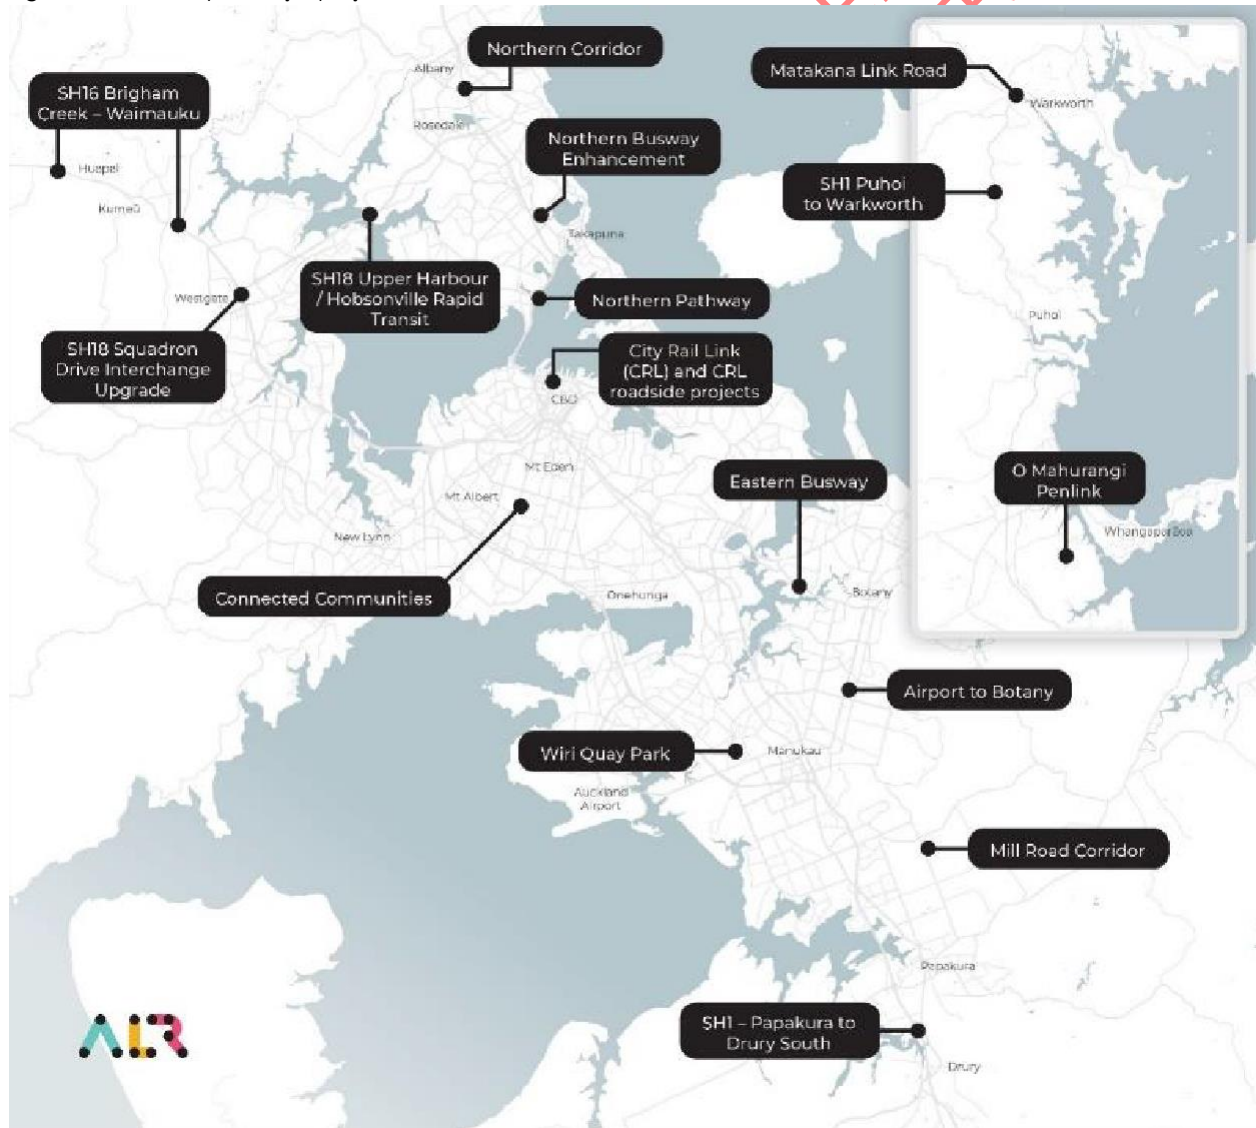 Northern Corridor
Albany
Matakana Link Road
SH16 Brigham
Creek – Waimauku
Warkworth
Rosedale
Northern Busway
Enhancement
Huapai
SH1 Puhoi
to Warkworth
Kumeū
Takapuna
SH18 Upper Harbour
/ Hobsonville Rapid
Transit
Westgate
Northern Pathway
Puhoi
SH18 Squadron
Drive Interchange
Upgrade
City Rail Link
(CRL) and CRL
roadside projects
CBD
Mt Eden
O Mahurangi
Penlink
Eastern Busway
Mt Albert
New Lynn
Whangaparāoa
Connected Communities
Onehunga
Botany
Airport to Botany
Wiri Quay Park
Manukau
Auckland
Airport
Mill Road Corridor
Papakura
ALR
SH1 – Papakura to
Drury South
Drury